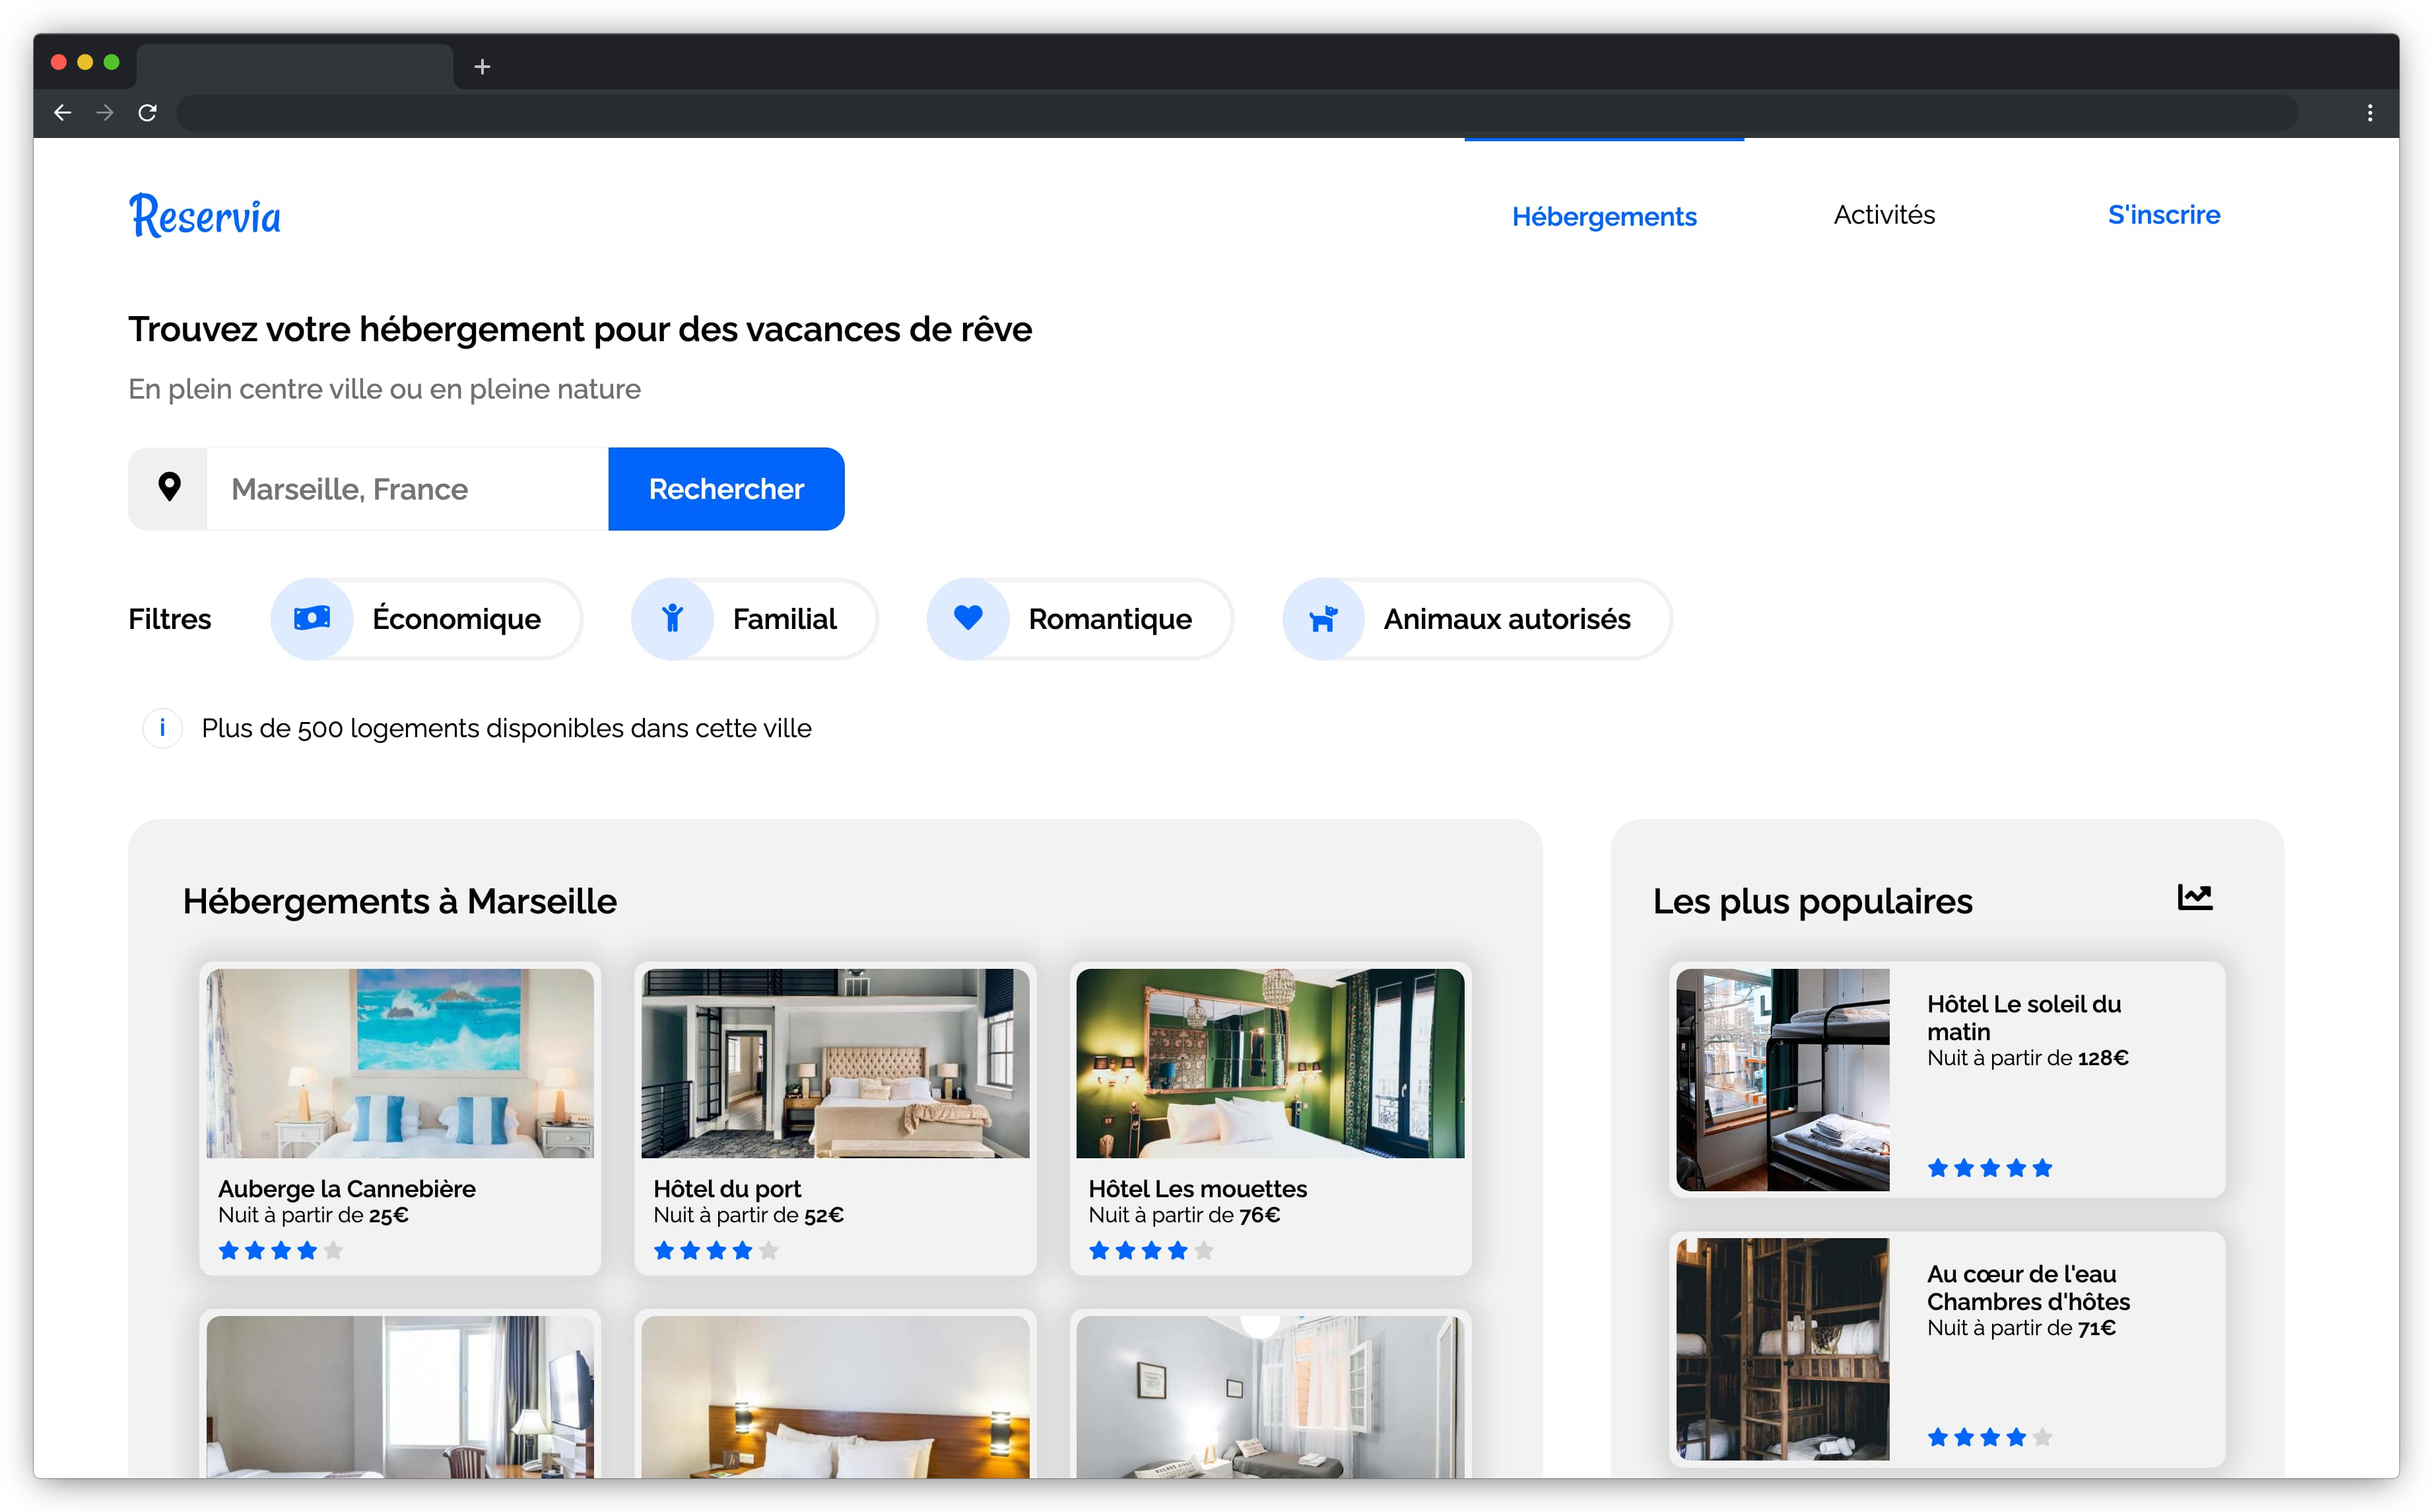 Reservia
Hébergements
Activités
S'inscrire
Trouvez votre hébergement pour des vacances de rêve
En plein centre ville ou en pleine nature
Marseille, France
Rechercher
Filtres
Économique
Familial
Romantique
Animaux autorisés
i
Plus de 500 logements disponibles dans cette ville
Hébergements à Marseille
Auberge la Cannebière
Nuit à partir de 25€
Hôtel du port
Nuit à partir de 52€
Hôtel Les mouettes
Nuit à partir de 76€
Les plus populaires
Hôtel Le soleil du
matin
Nuit à partir de 128€
Au cœur de l'eau
Chambres d'hôtes
Nuit à partir de 71€